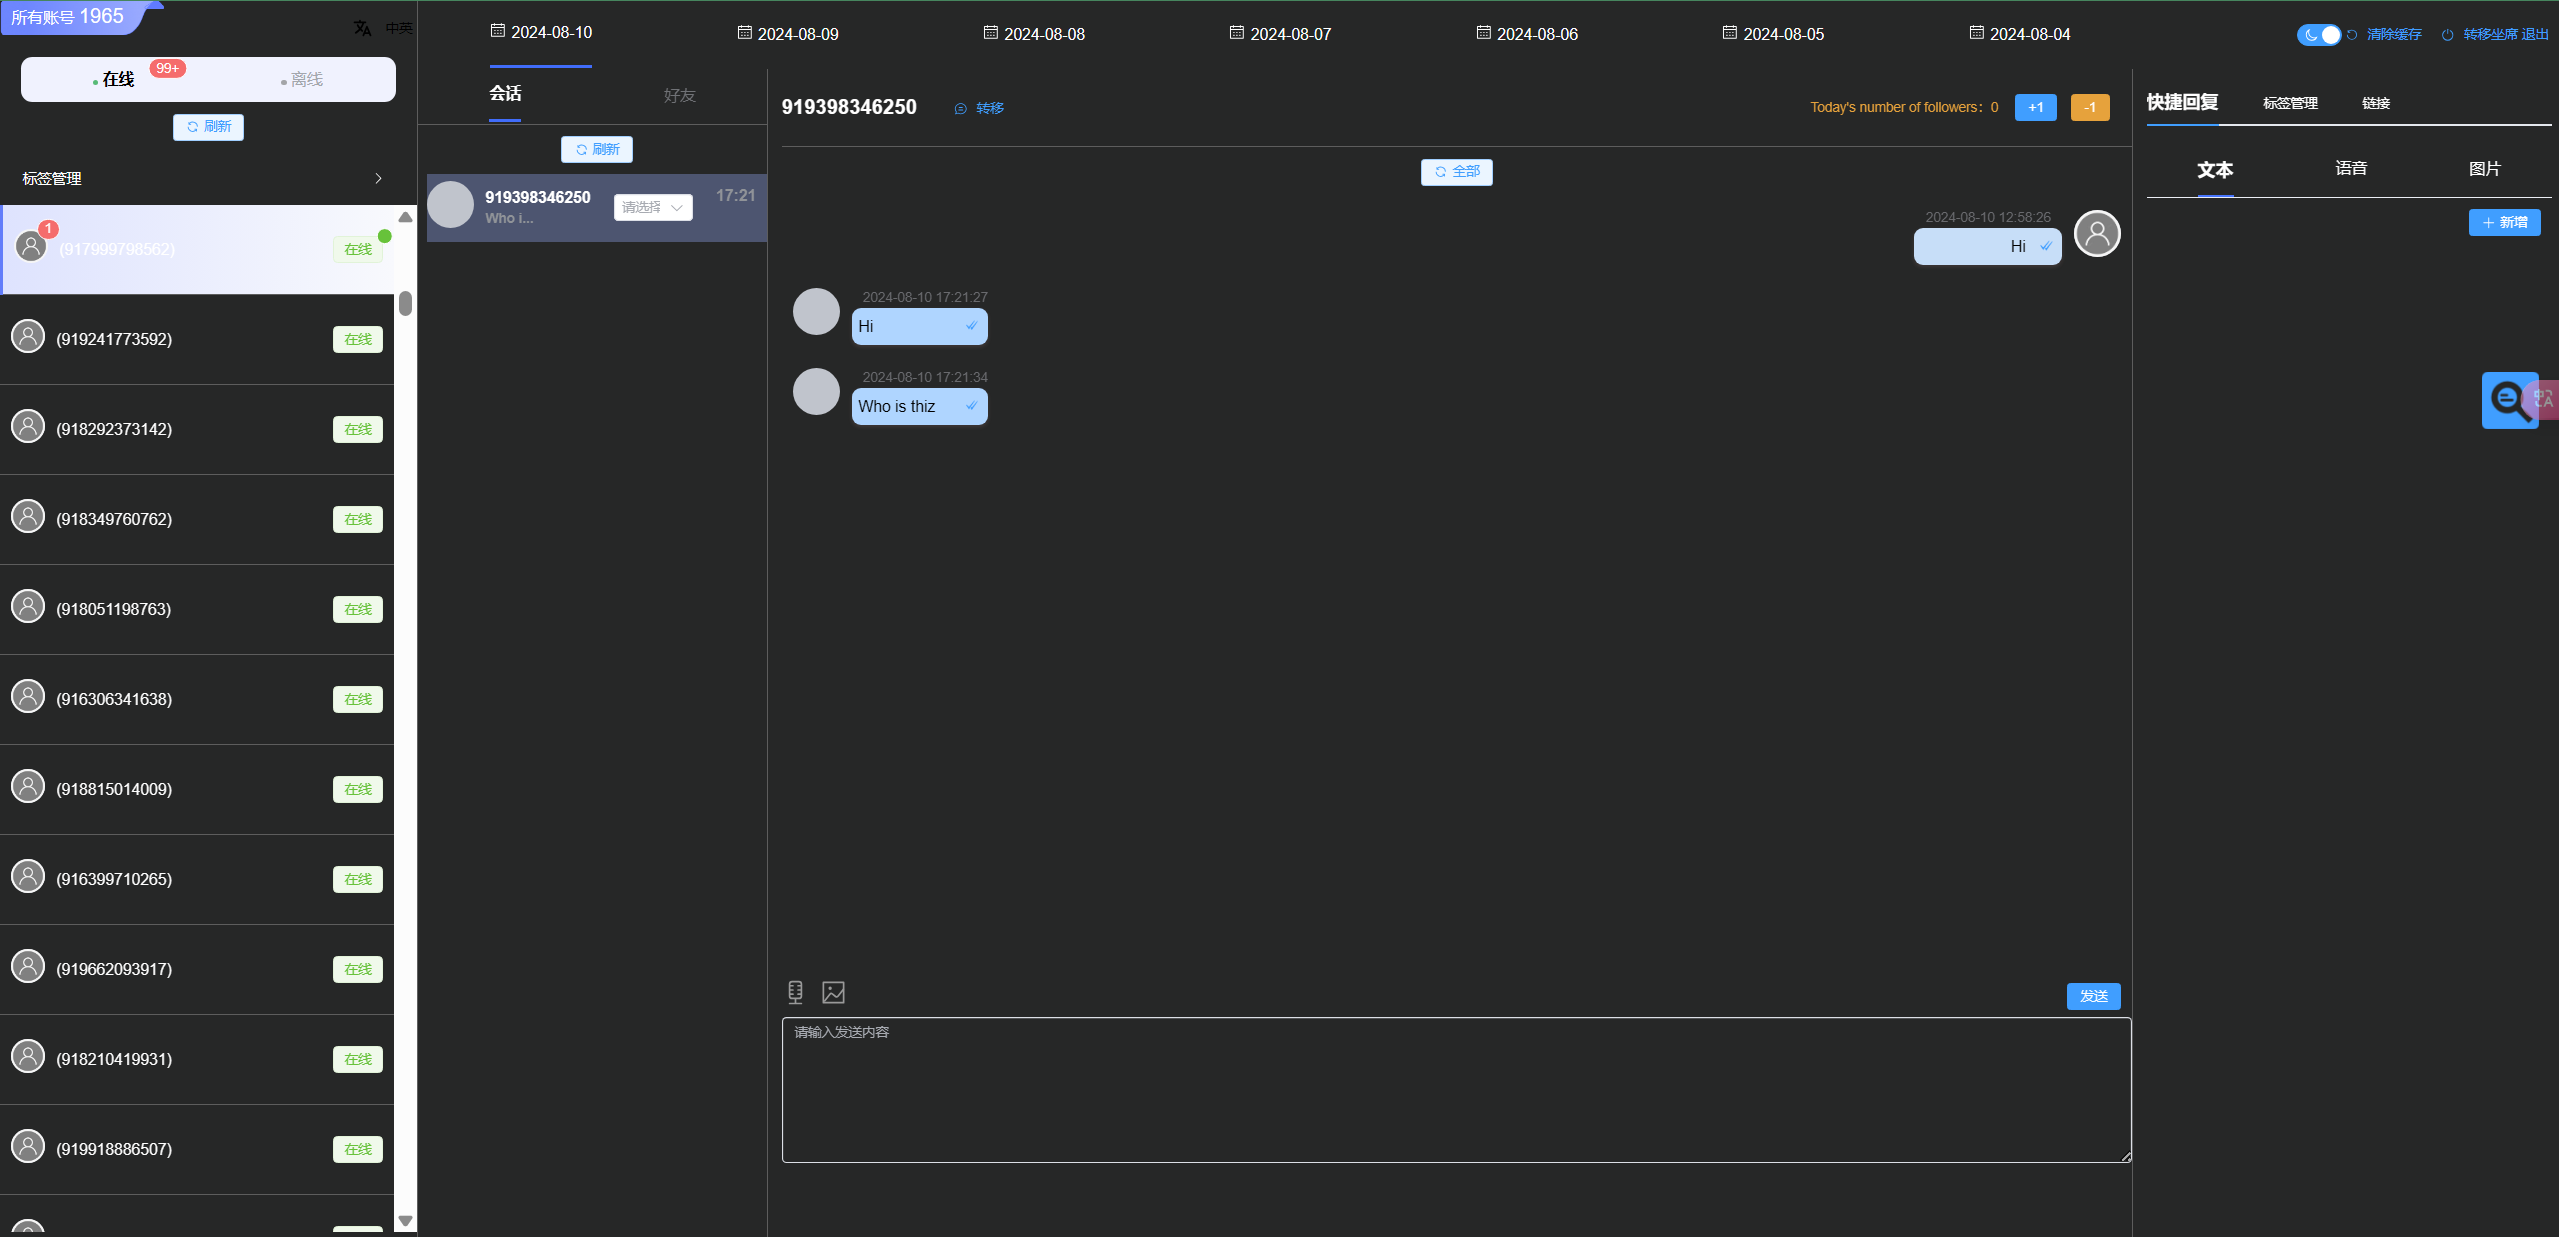 所有账号 1965
中英
在线
99+
离线
刷新
标签管理
1
(917999798562)
在线
(919241773592)
在线
(918292373142)
在线
(918349760762)
在线
(918051198763)
在线
(916306341638)
在线
(918815014009)
在线
(916399710265)
在线
(919662093917)
在线
(918210419931)
在线
(919918886507)
在线
2024-08-10
2024-08-09
2024-08-08
2024-08-07
2024-08-06
2024-08-05
2024-08-04
清除缓存
转移坐席 退出
会话
好友
刷新
919398346250
Who i...
请选择
17:21
919398346250
转移
Today's number of followers：0
+1
-1
全部
2024-08-10 12:58:26
Hi
2024-08-10 17:21:27
Hi
2024-08-10 17:21:34
Who is thiz
发送
请输入发送内容
快捷回复
标签管理
链接
文本
语音
图片
新增